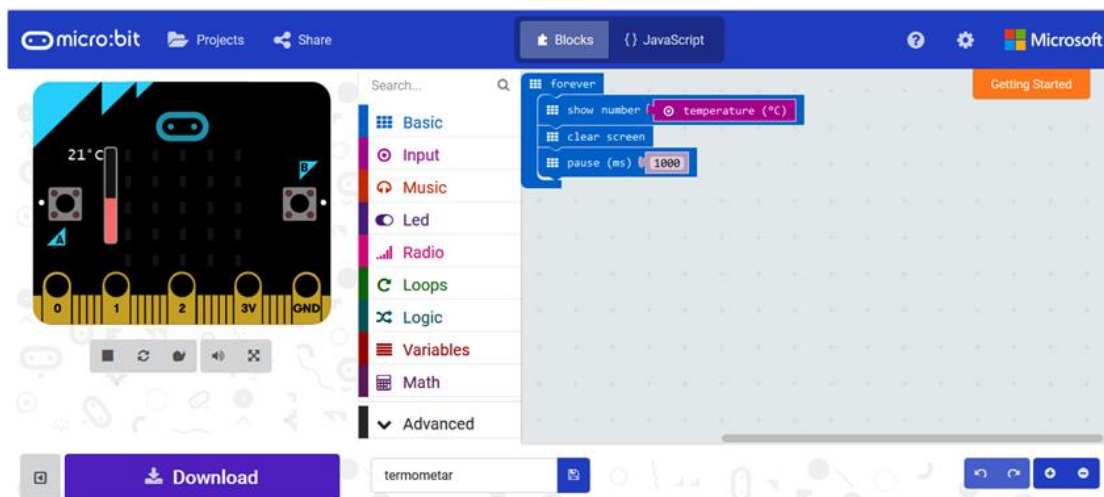 micro:bit Projects Share Blocks {} JavaScript ? Microsoft
Search...
Getting Started
forever
show number temperature (°C)
clear screen
pause (ms) 1000
21°C
B
A
0 1 2 3V GND
Basic
Input
Music
Led
Radio
Loops
Logic
Variables
Math
Advanced
Download
termometar